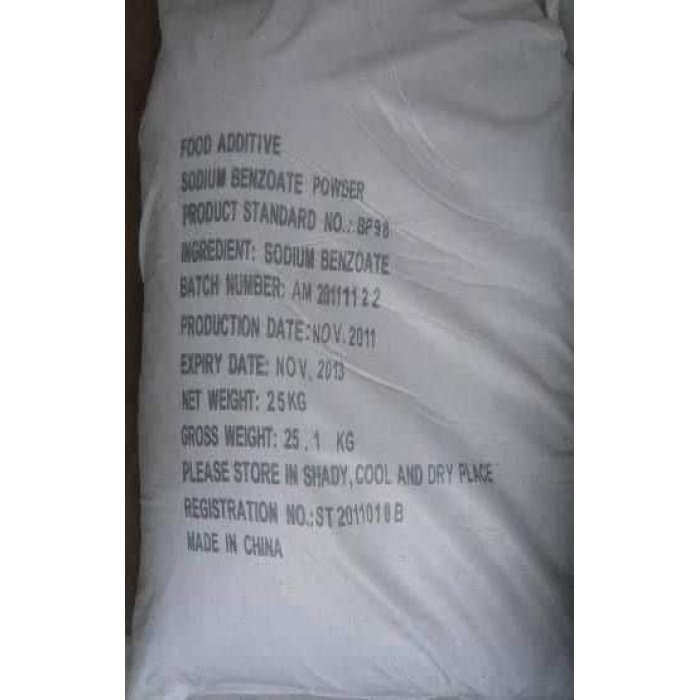 FOOD ADDITIVE
SODIUM BENZOATE POWDER
PRODUCT STANDARD NO.: BP98
INGREDIENT: SODIUM BENZOATE
BATCH NUMBER: AM 20111122
PRODUCTION DATE: NOV. 2011
EXPIRY DATE: NOV. 2013
NET WEIGHT: 25KG
GROSS WEIGHT: 25.1 KG
PLEASE STORE IN SHADY, COOL AND DRY PLACE
REGISTRATION NO.: ST 2011010B
MADE IN CHINA